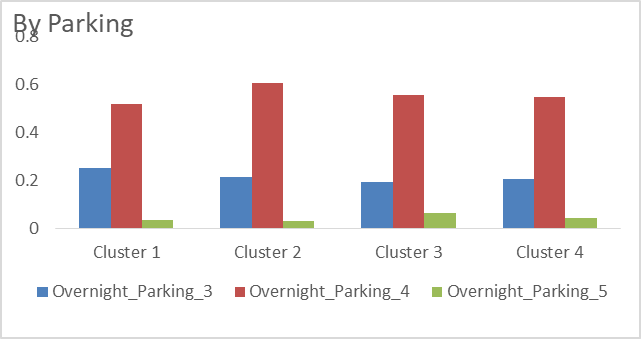 By Parking
0.8
0.6
0.4
0.2
0
Cluster 1 Cluster 2 Cluster 3 Cluster 4
Overnight_Parking_3 Overnight_Parking_4 Overnight_Parking_5